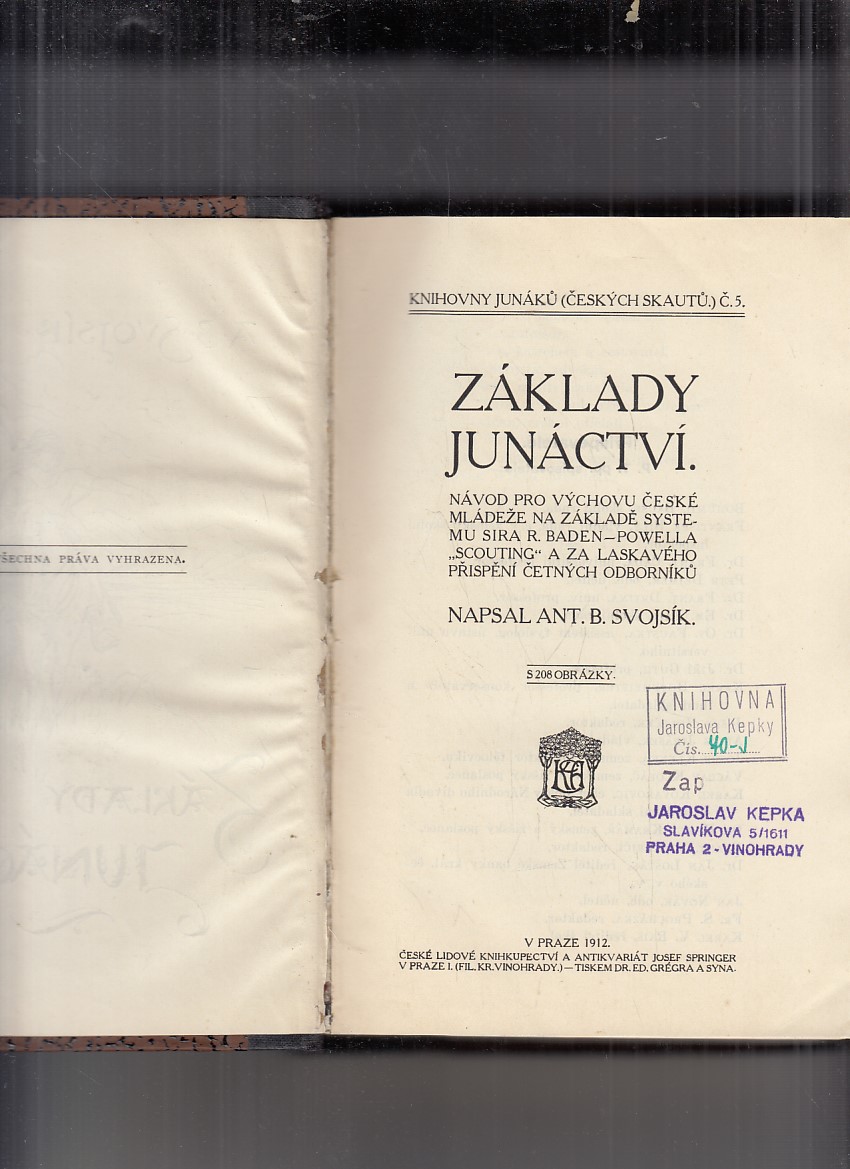 VŠECHNA PRÁVA VYHRAZENA.
KNIHOVNY JUNÁKŮ (ČESKÝCH SKAUTŮ.) Č. 5.
ZÁKLADY
JUNÁCTVÍ.
NÁVOD PRO VÝCHOVU ČESKÉ
MLÁDEŽE NA ZÁKLADĚ SYSTE-
MU SIRA R. BADEN–POWELLA
„SCOUTING“ A ZA LASKAVÉHO
PŘISPĚNÍ ČETNÝCH ODBORNÍKŮ
NAPSAL ANT. B. SVOJSÍK.
S 208 OBRÁZKY.
KNIHOVNA
Jaroslava Kepky
Čís. 40-J
Zap
JAROSLAV KEPKA
SLAVÍKOVA 5/1611
PRAHA 2 - VINOHRADY
V PRAZE 1912.
ČESKÉ LIDOVÉ KNIHKUPECTVÍ A ANTIKVARIÁT JOSEF SPRINGER
V PRAZE I. (FIL. KR. VINOHRADY.) — TISKEM DR. ED. GRÉGRA A SYNA.